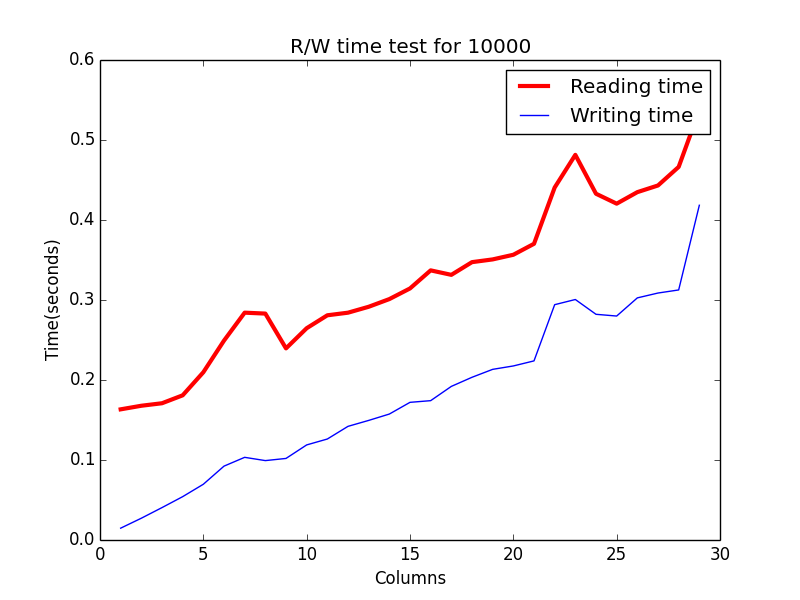 R/W time test for 10000
Reading time
Writing time
Time(seconds)
0.6
0.5
0.4
0.3
0.2
0.1
0.0
0 5 10 15 20 25 30
Columns